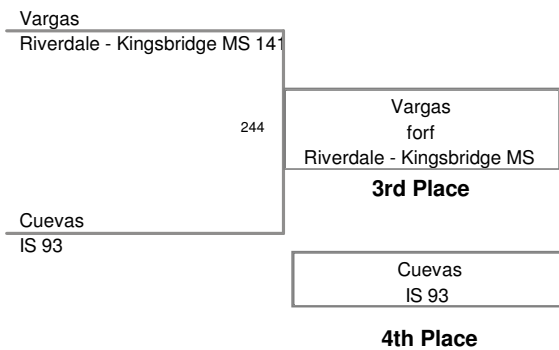 Vargas
Riverdale - Kingsbridge MS 141
244
Vargas
forf
Riverdale - Kingsbridge MS
3rd Place
Cuevas
IS 93
Cuevas
IS 93
4th Place